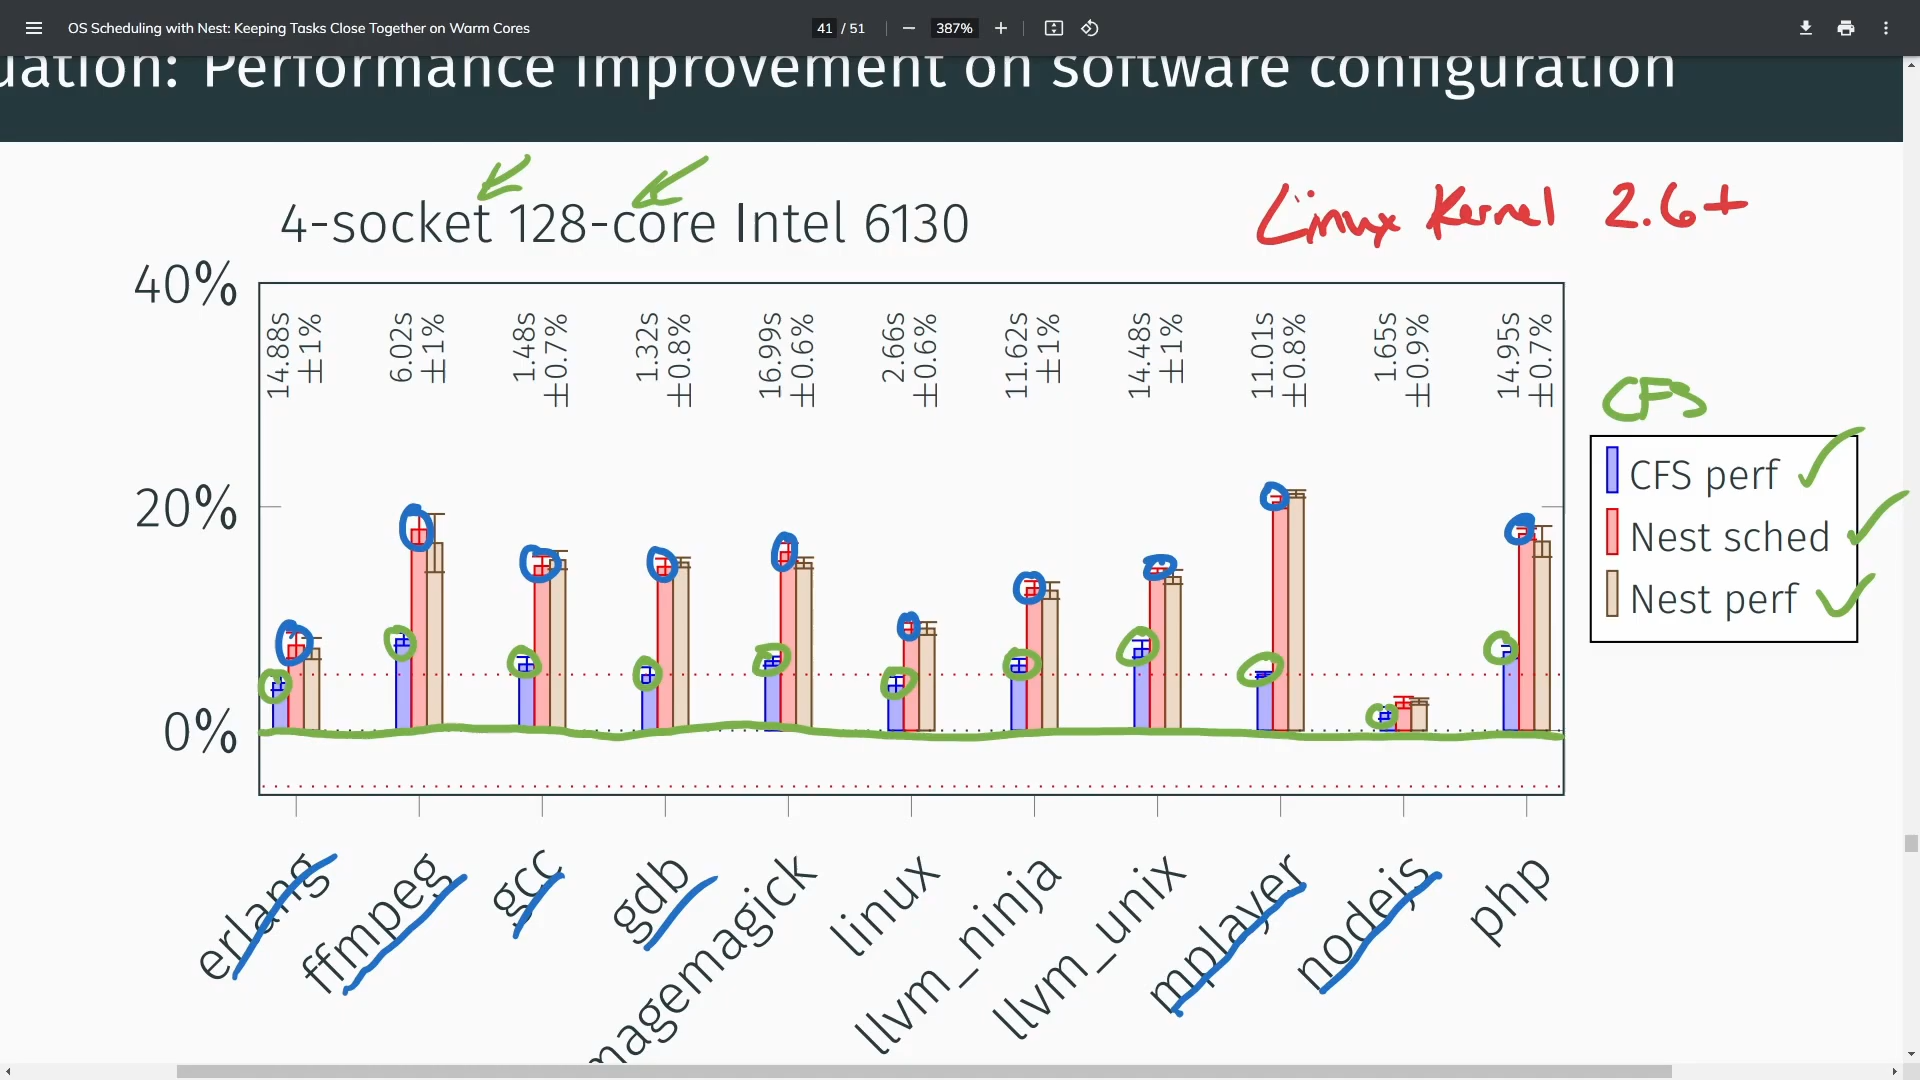 OS Scheduling with Nest: Keeping Tasks Close Together on Warm Cores
41 / 51
387%
uation: Performance improvement on software configuration
4-socket 128-core Intel 6130
Linux Kernel 2.6+
40%
20%
0%
14.88s ±1%
6.02s ±1%
1.48s ±0.7%
1.32s ±0.8%
16.99s ±0.6%
2.66s ±0.6%
11.62s ±1%
14.48s ±1%
11.01s ±0.8%
1.65s ±0.9%
14.95s ±0.7%
CFS
CFS perf
Nest sched
Nest perf
erlang
ffmpeg
gcc
gdb
magemagick
linux
llvm_ninja
llvm_unix
mplayer
nodejs
php